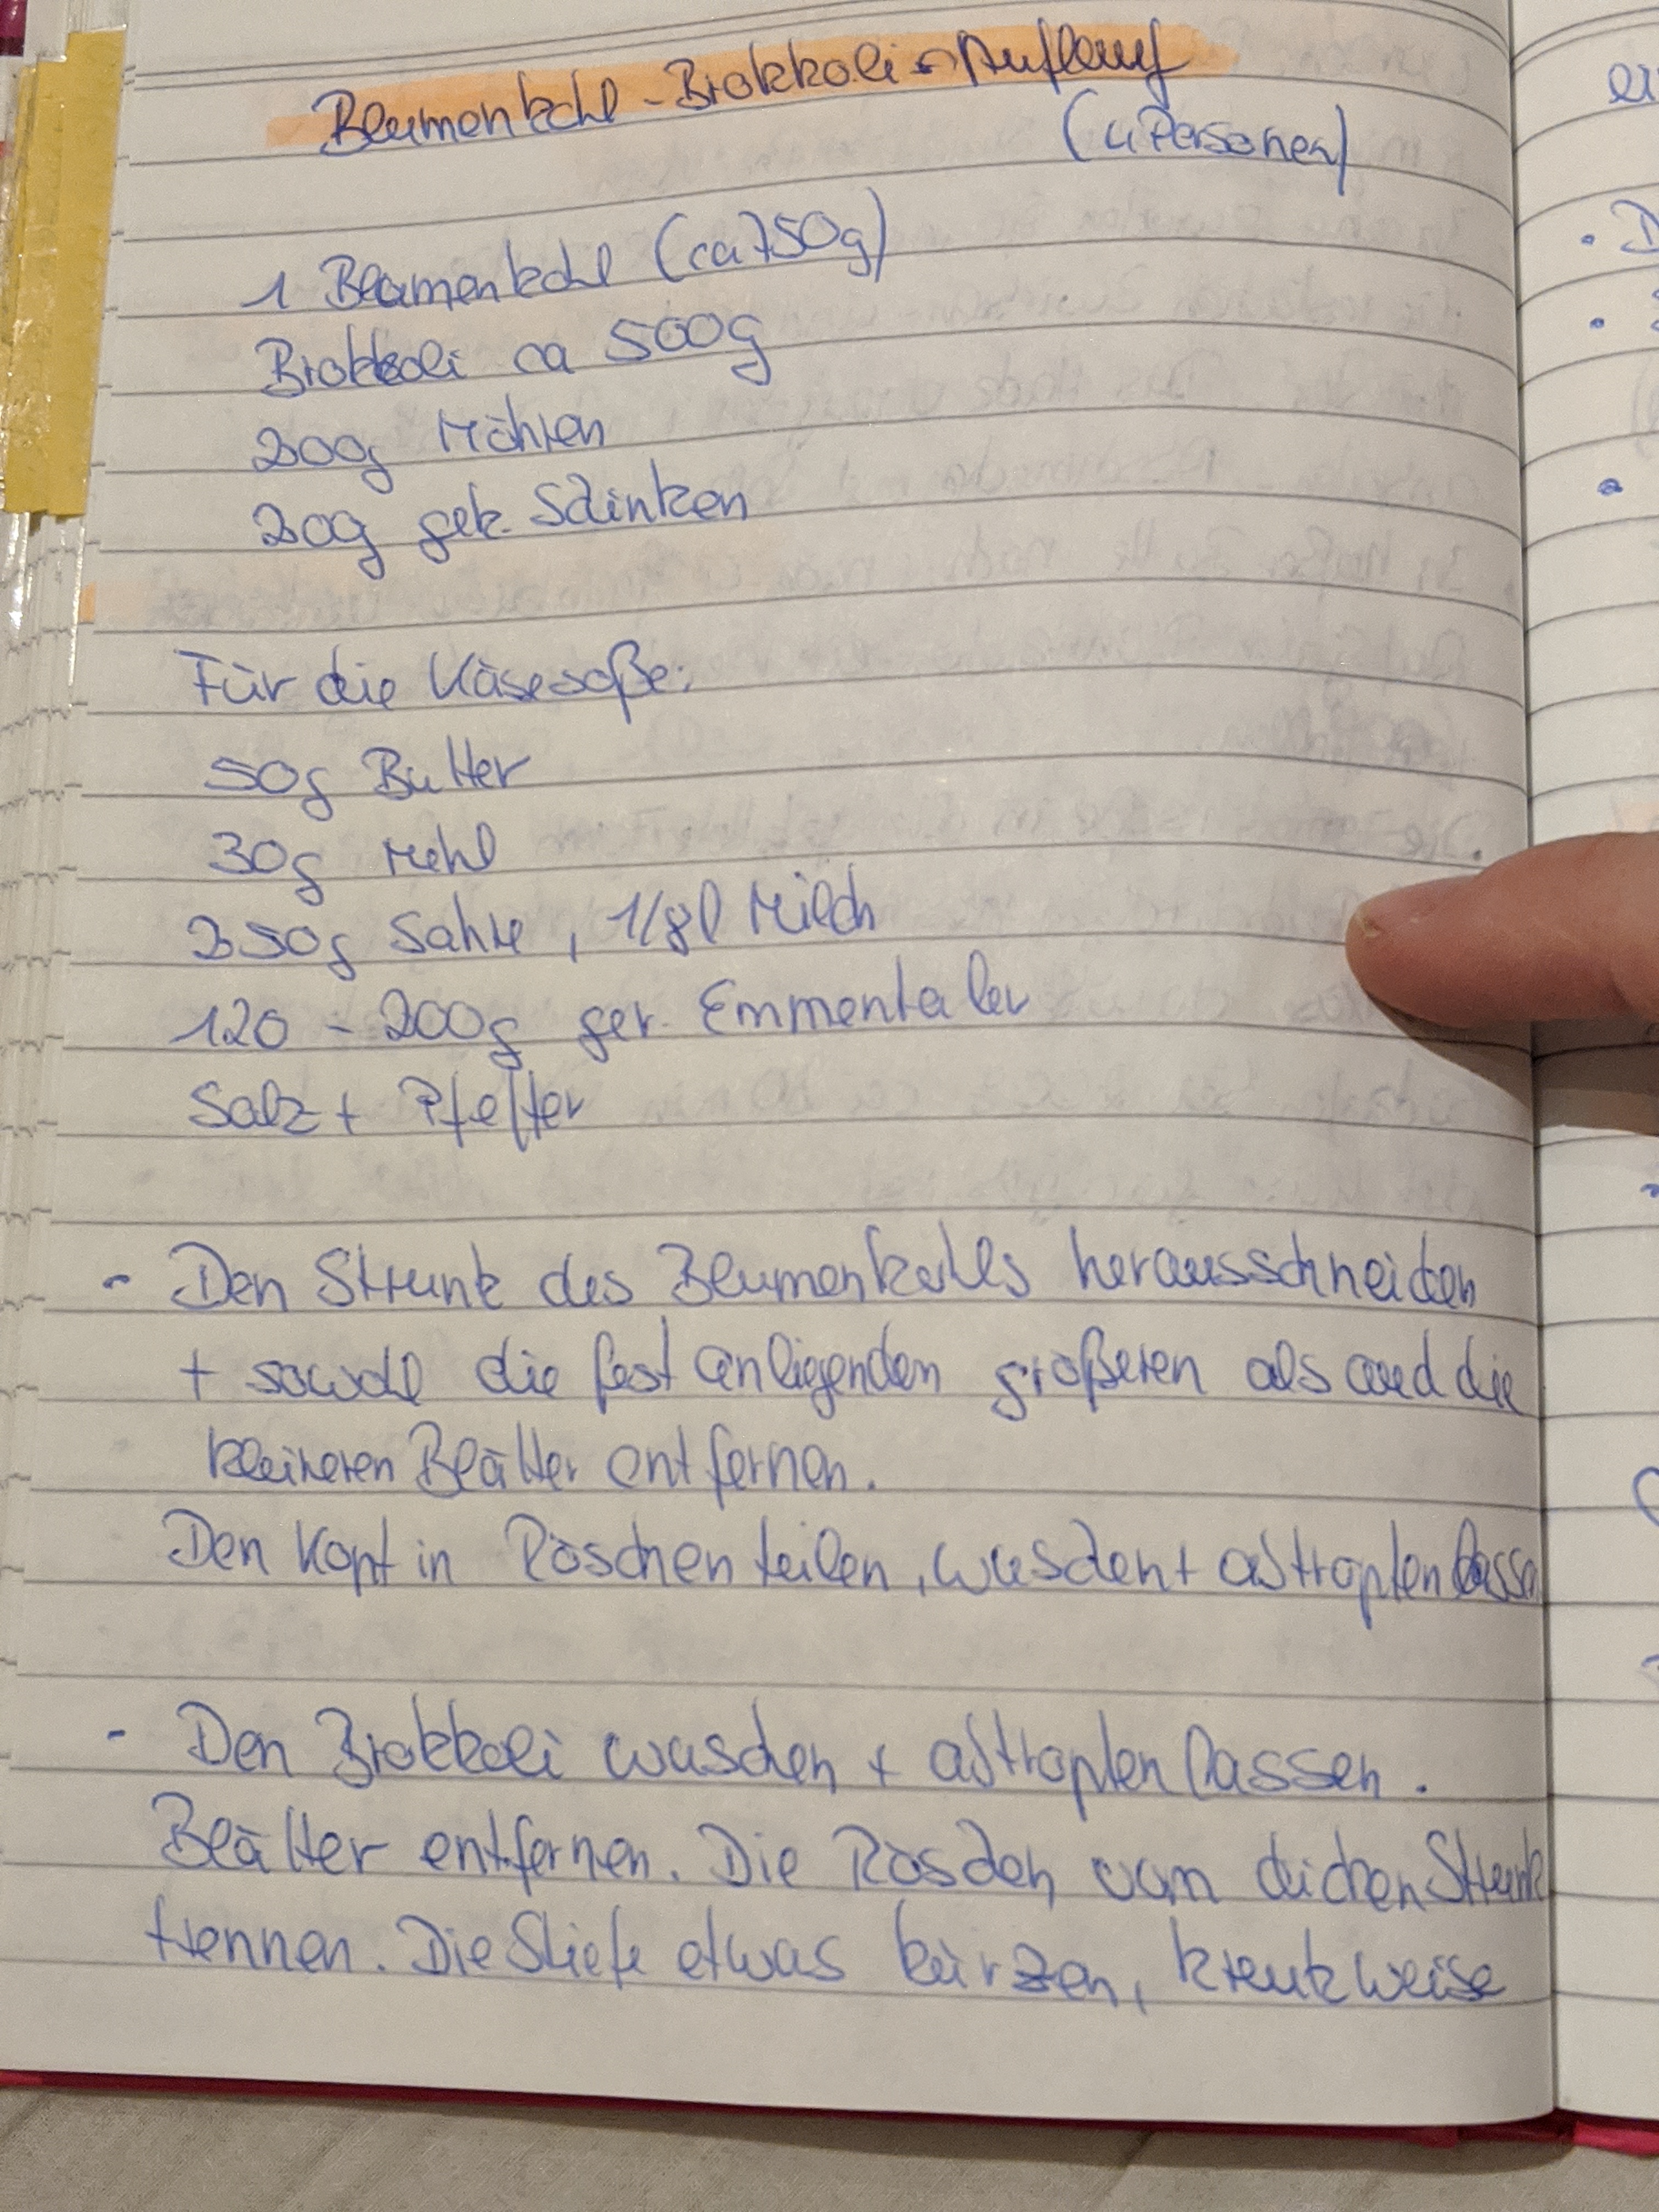 Blumenkohl-Brokkoli-Auflauf
(4 Personen)
1 Blumenkohl (ca 750g)
Brokkoli ca 500g
200g Möhren
200g gek. Schinken
Für die Käsesoße:
50g Butter
30g Mehl
250g Sahne, 1/8l Milch
120 - 200g ger. Emmentaler
Salz + Pfeffer
- Den Strunk des Blumenkohls herausschneiden
+ sowohl die fest anliegenden größeren als auch die
kleineren Blätter entfernen.
Den Kopf in Röschen teilen, waschen + abtropfen lassen
- Den Brokkoli waschen + abtropfen lassen.
Blätter entfernen. Die Röschen vom dicken Strunk
trennen. Die Stiele etwas kürzen, kreuzweise